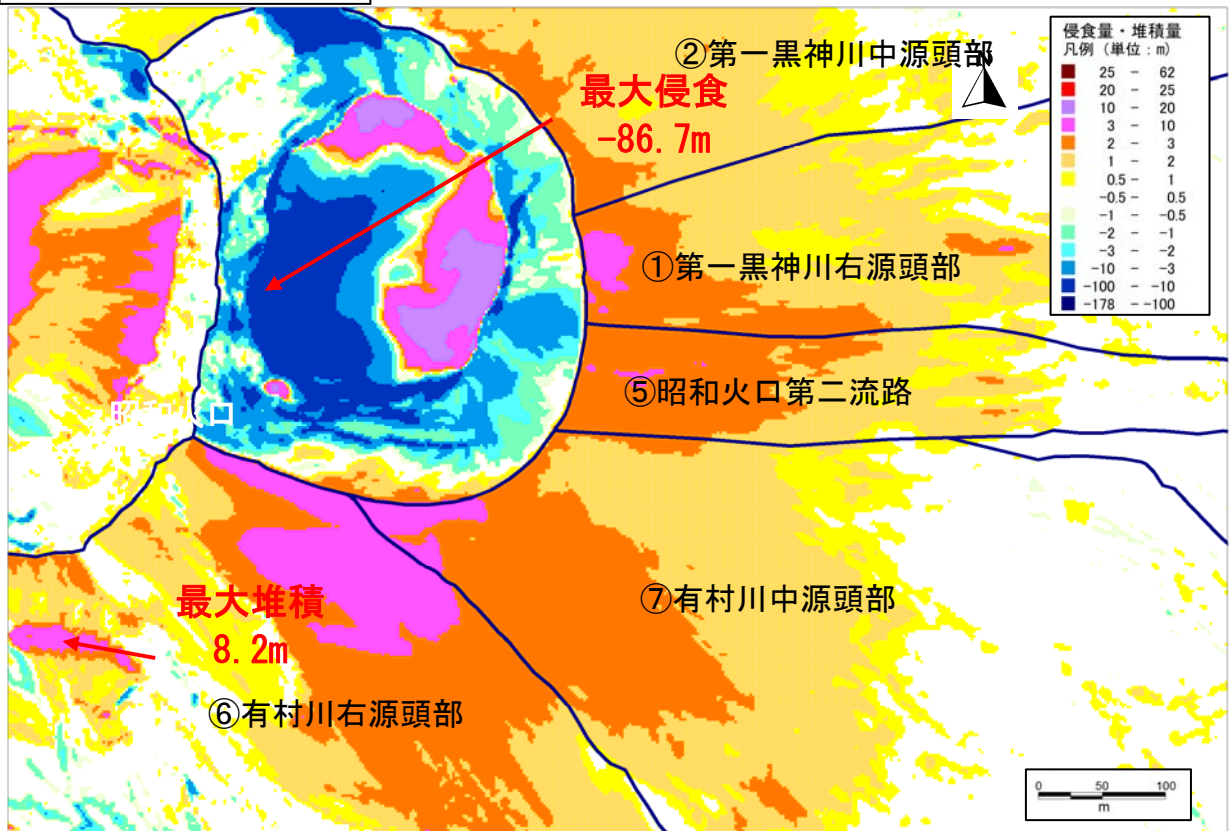 ②第一黒神川中源頭部
最大侵食
-86.7m
侵食量・堆積量
凡例 (単位：m)
25 - 62
20 - 25
10 - 20
3 - 10
2 - 3
1 - 2
0.5 - 1
-0.5 - 0.5
-1 - -0.5
-2 - -1
-3 - -2
-10 - -3
-100 - -10
-178 - -100
①第一黒神川右源頭部
⑤昭和火口第二流路
昭和火口
最大堆積
8.2m
⑦有村川中源頭部
⑥有村川右源頭部
0 50 100
m